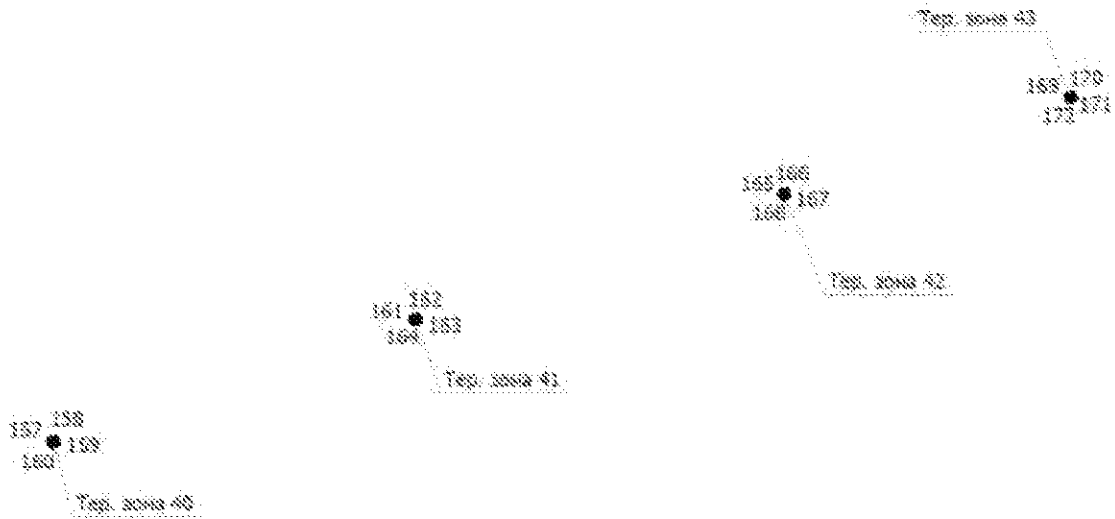 Тер. зона 43
169 170
172 171
165 166
168 167
Тер. зона 42
161 162
164 163
Тер. зона 41
157 158
160 159
Тер. зона 40